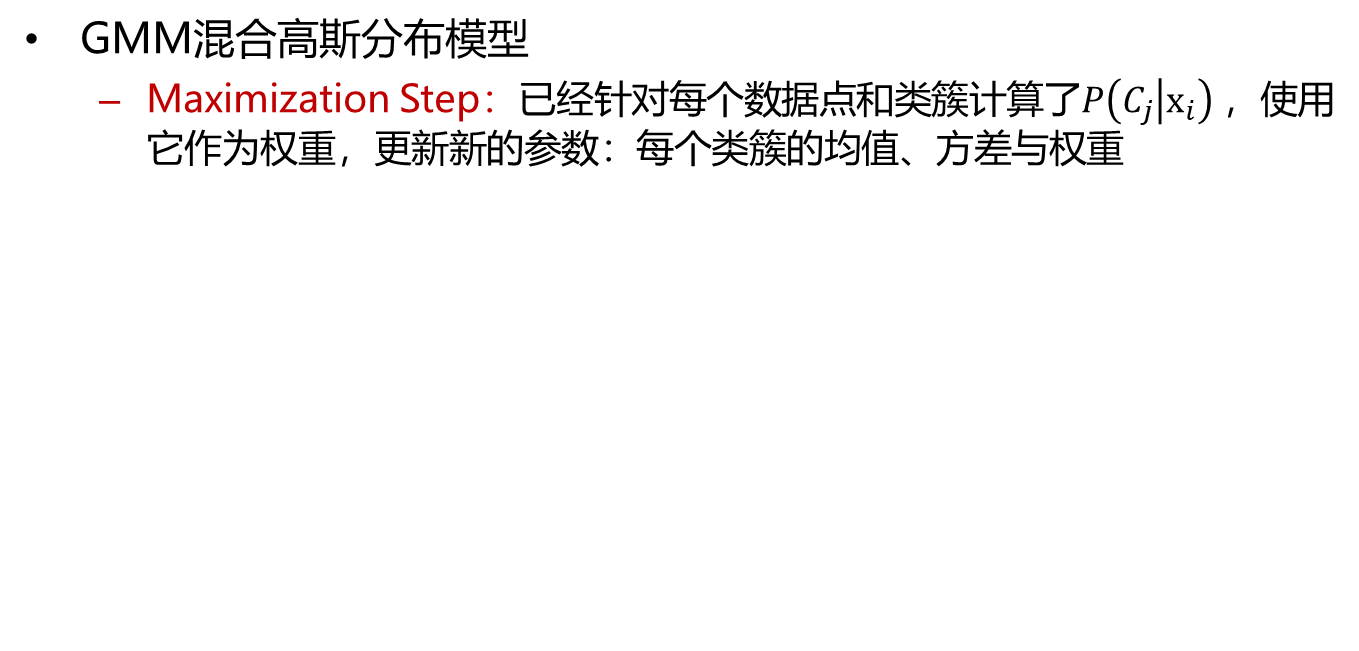 • GMM混合高斯分布模型
– Maximization Step：已经针对每个数据点和类簇计算了P(C_j|x_i) ，使用
它作为权重，更新新的参数：每个类簇的均值、方差与权重